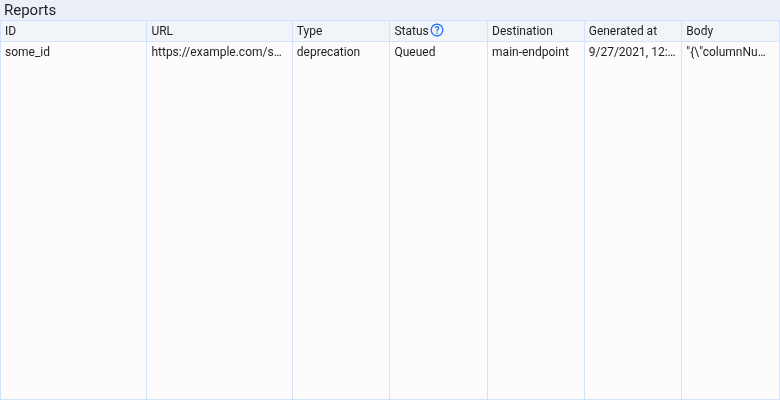 Reports
ID URL Type Status Destination Generated at Body
some_id https://example.com/s... deprecation Queued main-endpoint 9/27/2021, 12:... "{\"columnNu...